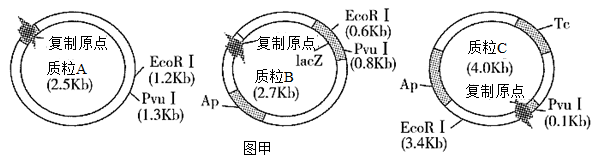 复制原点
质粒A
(2.5Kb)
EcoR I
(1.2Kb)
Pvu I
(1.3Kb)
复制原点
lacZ
质粒B
(2.7Kb)
Ap
EcoR I
(0.6Kb)
Pvu I
(0.8Kb)
Tc
质粒C
(4.0Kb)
Ap
复制原点
Pvu I
(0.1Kb)
EcoR I
(3.4Kb)
图甲